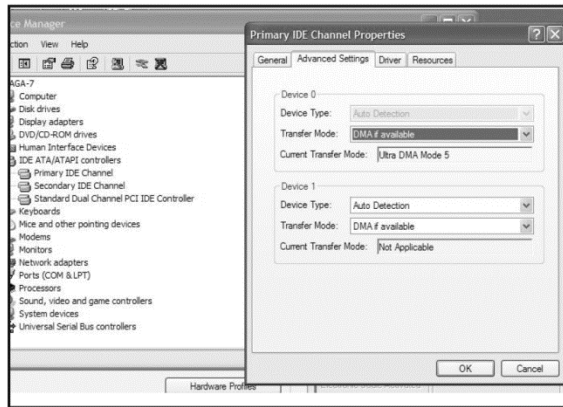 ce Manager
ction View Help
AGA-7
Computer
Disk drives
Display adapters
DVD/CD-ROM drives
Human Interface Devices
IDE ATA/ATAPI controllers
Primary IDE Channel
Secondary IDE Channel
Standard Dual Channel PCI IDE Controller
Keyboards
Mice and other pointing devices
Modems
Monitors
Network adapters
Ports (COM & LPT)
Processors
Sound, video and game controllers
System devices
Universal Serial Bus controllers
Hardware Profiles
Primary IDE Channel Properties
General Advanced Settings Driver Resources
Device 0
Device Type: Auto Detection
Transfer Mode: DMA if available
Current Transfer Mode: Ultra DMA Mode 5
Device 1
Device Type: Auto Detection
Transfer Mode: DMA if available
Current Transfer Mode: Not Applicable
OK Cancel